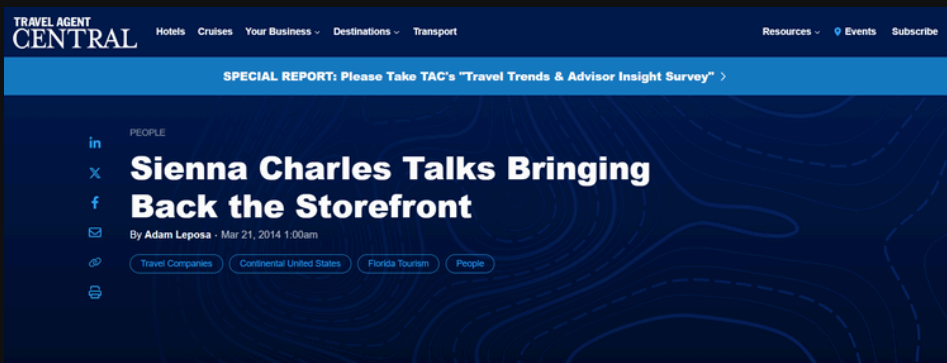 TRAVEL AGENT
CENTRAL
Hotels Cruises Your Business Destinations Transport Resources Events Subscribe
SPECIAL REPORT: Please Take TAC's "Travel Trends & Advisor Insight Survey" >
PEOPLE
Sienna Charles Talks Bringing
Back the Storefront
By Adam Leposa - Mar 21, 2014 1:00am
Travel Companies Continental United States Florida Tourism People